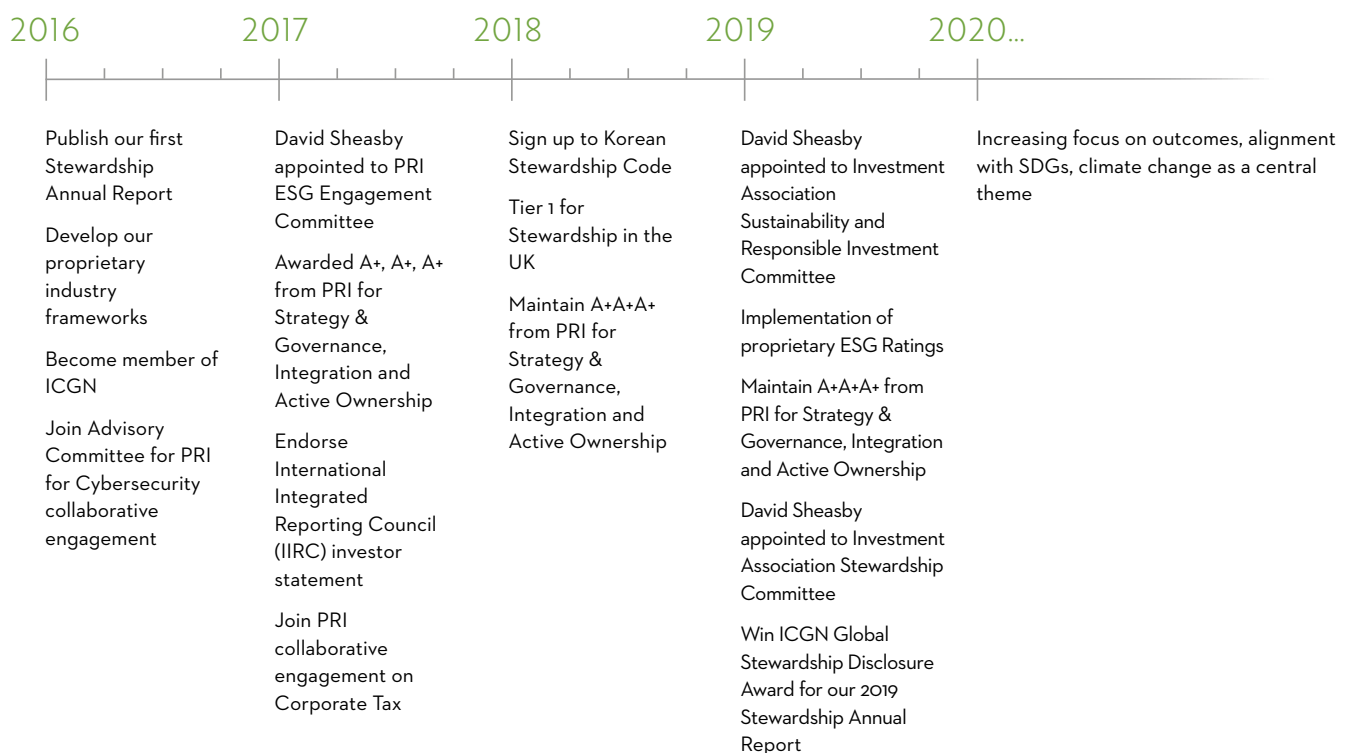 2016
2017
2018
2019
2020...
Publish our first
Stewardship
Annual Report
Develop our
proprietary
industry
frameworks
Become member of
ICGN
Join Advisory
Committee for PRI
for Cybersecurity
collaborative
engagement
David Sheasby
appointed to PRI
ESG Engagement
Committee
Awarded A+, A+, A+
from PRI for
Strategy &
Governance,
Integration and
Active Ownership
Endorse
International
Integrated
Reporting Council
(IIRC) investor
statement
Join PRI
collaborative
engagement on
Corporate Tax
Sign up to Korean
Stewardship Code
Tier 1 for
Stewardship in the
UK
Maintain A+A+A+
from PRI for
Strategy &
Governance,
Integration and
Active Ownership
David Sheasby
appointed to Investment
Association
Sustainability and
Responsible Investment
Committee
Implementation of
proprietary ESG Ratings
Maintain A+A+A+ from
PRI for Strategy &
Governance, Integration
and Active Ownership
David Sheasby
appointed to Investment
Association Stewardship
Committee
Win ICGN Global
Stewardship Disclosure
Award for our 2019
Stewardship Annual
Report
Increasing focus on outcomes, alignment
with SDGs, climate change as a central
theme